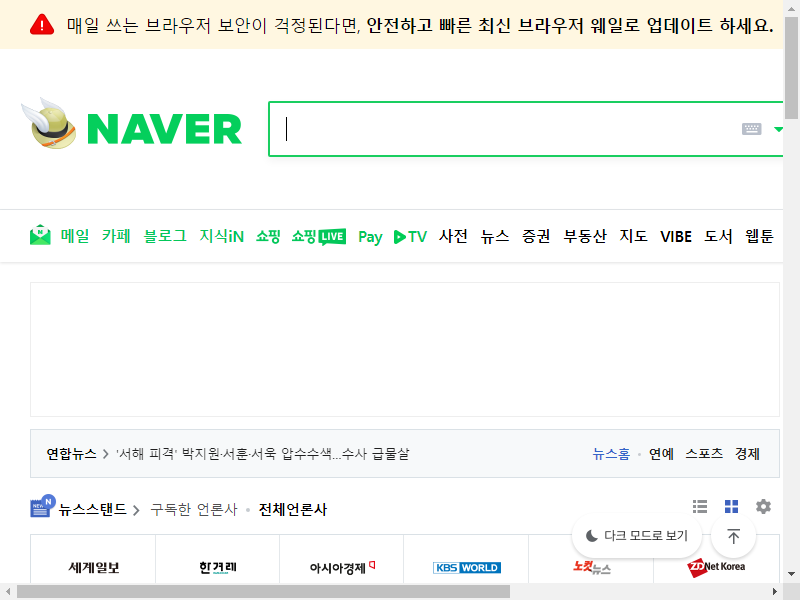 매일 쓰는 브라우저 보안이 걱정된다면, 안전하고 빠른 최신 브라우저 웨일로 업데이트 하세요.
NAVER
N 메일 카페 블로그 지식iN 쇼핑 쇼핑LIVE Pay TV 사전 뉴스 증권 부동산 지도 VIBE 도서 웹툰
연합뉴스 '서해 피격' 박지원·서훈·서욱 압수수색...수사 급물살 뉴스홈 연예 스포츠 경제
NEW N 뉴스스탠드 구독한 언론사 전체언론사
다크 모드로 보기
세계일보 한겨레 아시아경제 KBS WORLD 노컷뉴스 ZDNet Korea